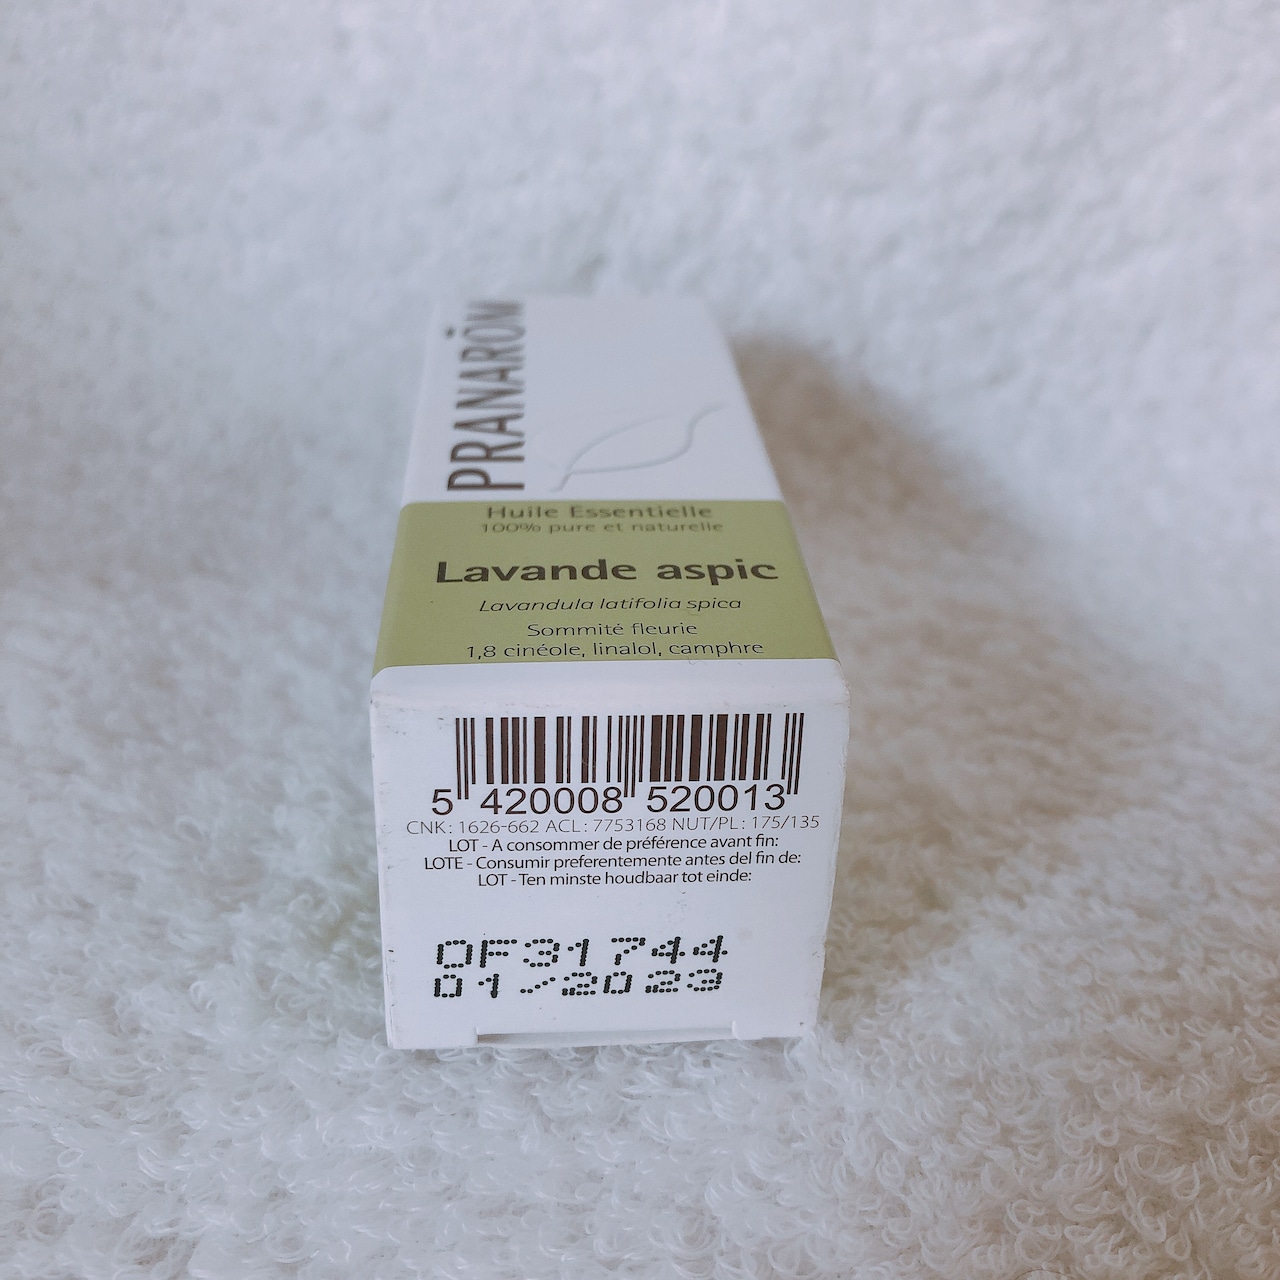 PRANARŌM
Huile Essentielle
100% pure et naturelle
Lavande aspic
Lavandula latifolia spica
Sommité fleurie
1,8 cinéole, linalol, camphre
5 420008 520013
CNK: 1626-662 ACL: 7753168 NUT/PL: 175/135
LOT - A consommer de préférence avant fin:
LOTE - Consumir preferentemente antes del fin de:
LOT - Ten minste houdbaar tot einde:
OF31744
01/2023